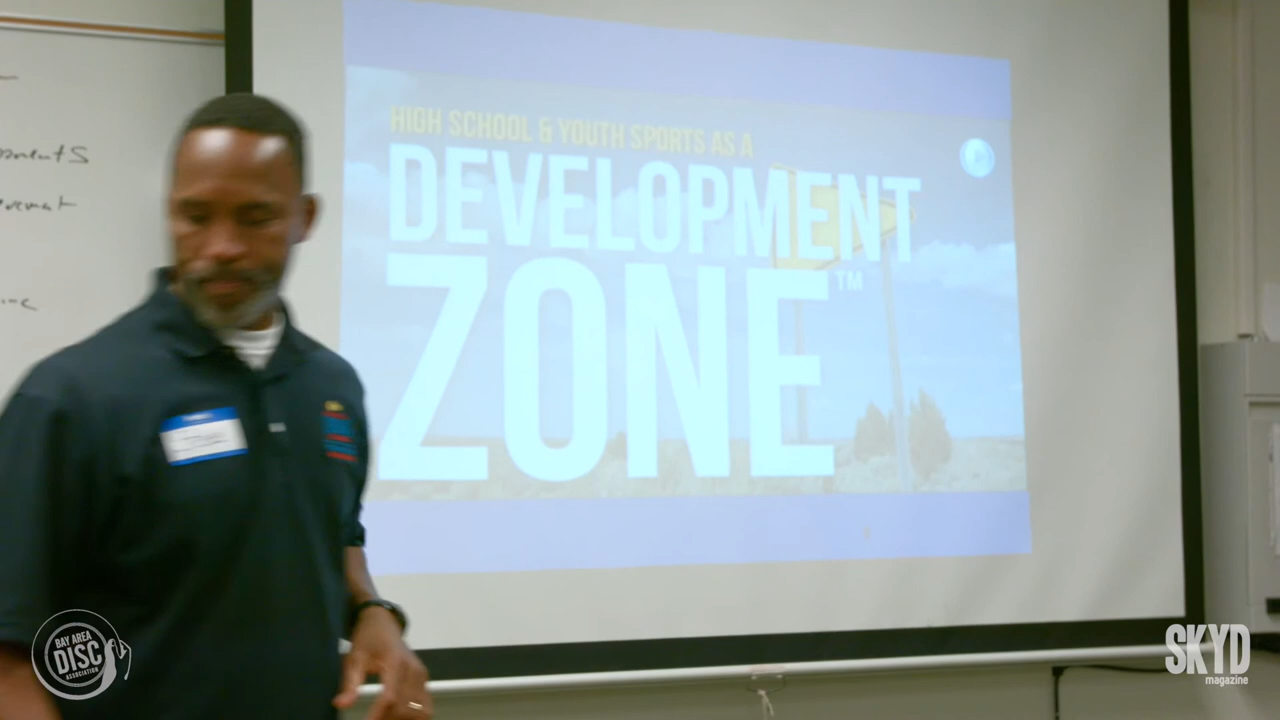 HIGH SCHOOL & YOUTH SPORTS AS A
DEVELOPMENT
ZONE™
BAY AREA
DISC
ASSOCIATION
SKYD
magazine